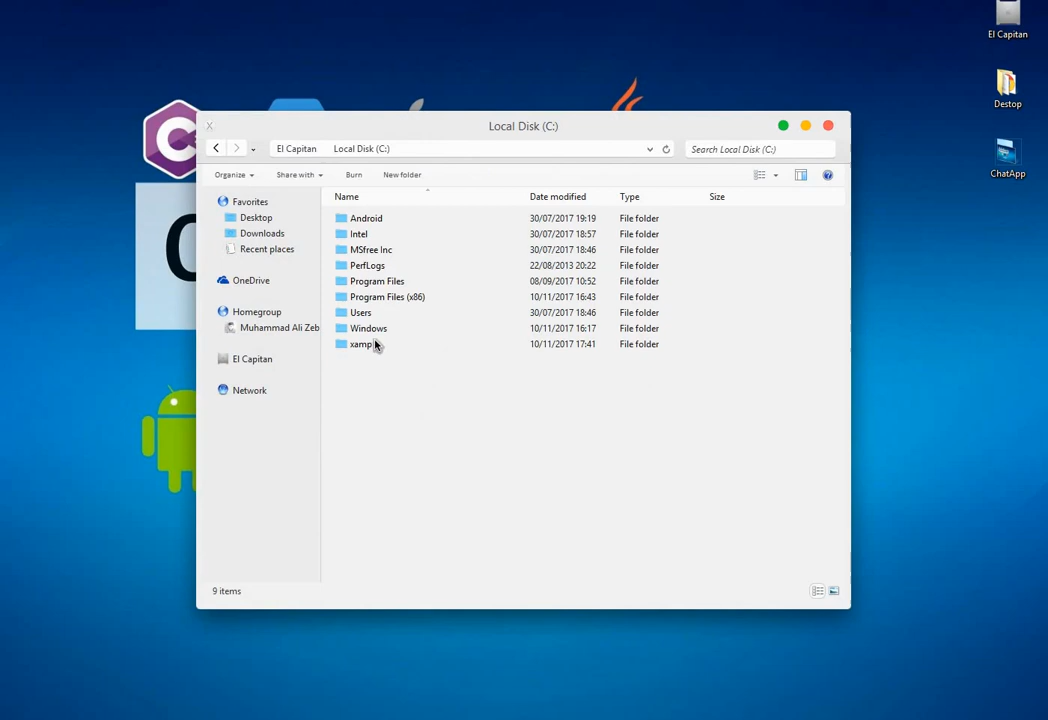 El Capitan
Destop
ChatApp
Local Disk (C:)
El Capitan Local Disk (C:) Search Local Disk (C:)
Organize Share with Burn New folder
Favorites
Desktop
Downloads
Recent places
OneDrive
Homegroup
Muhammad Ali Zeb
El Capitan
Network
Name Date modified Type Size
Android 30/07/2017 19:19 File folder
Intel 30/07/2017 18:57 File folder
MSfree Inc 30/07/2017 18:46 File folder
PerfLogs 22/08/2013 20:22 File folder
Program Files 08/09/2017 10:52 File folder
Program Files (x86) 10/11/2017 16:43 File folder
Users 30/07/2017 18:46 File folder
Windows 10/11/2017 16:17 File folder
10/11/2017 17:41 File folder
9 items